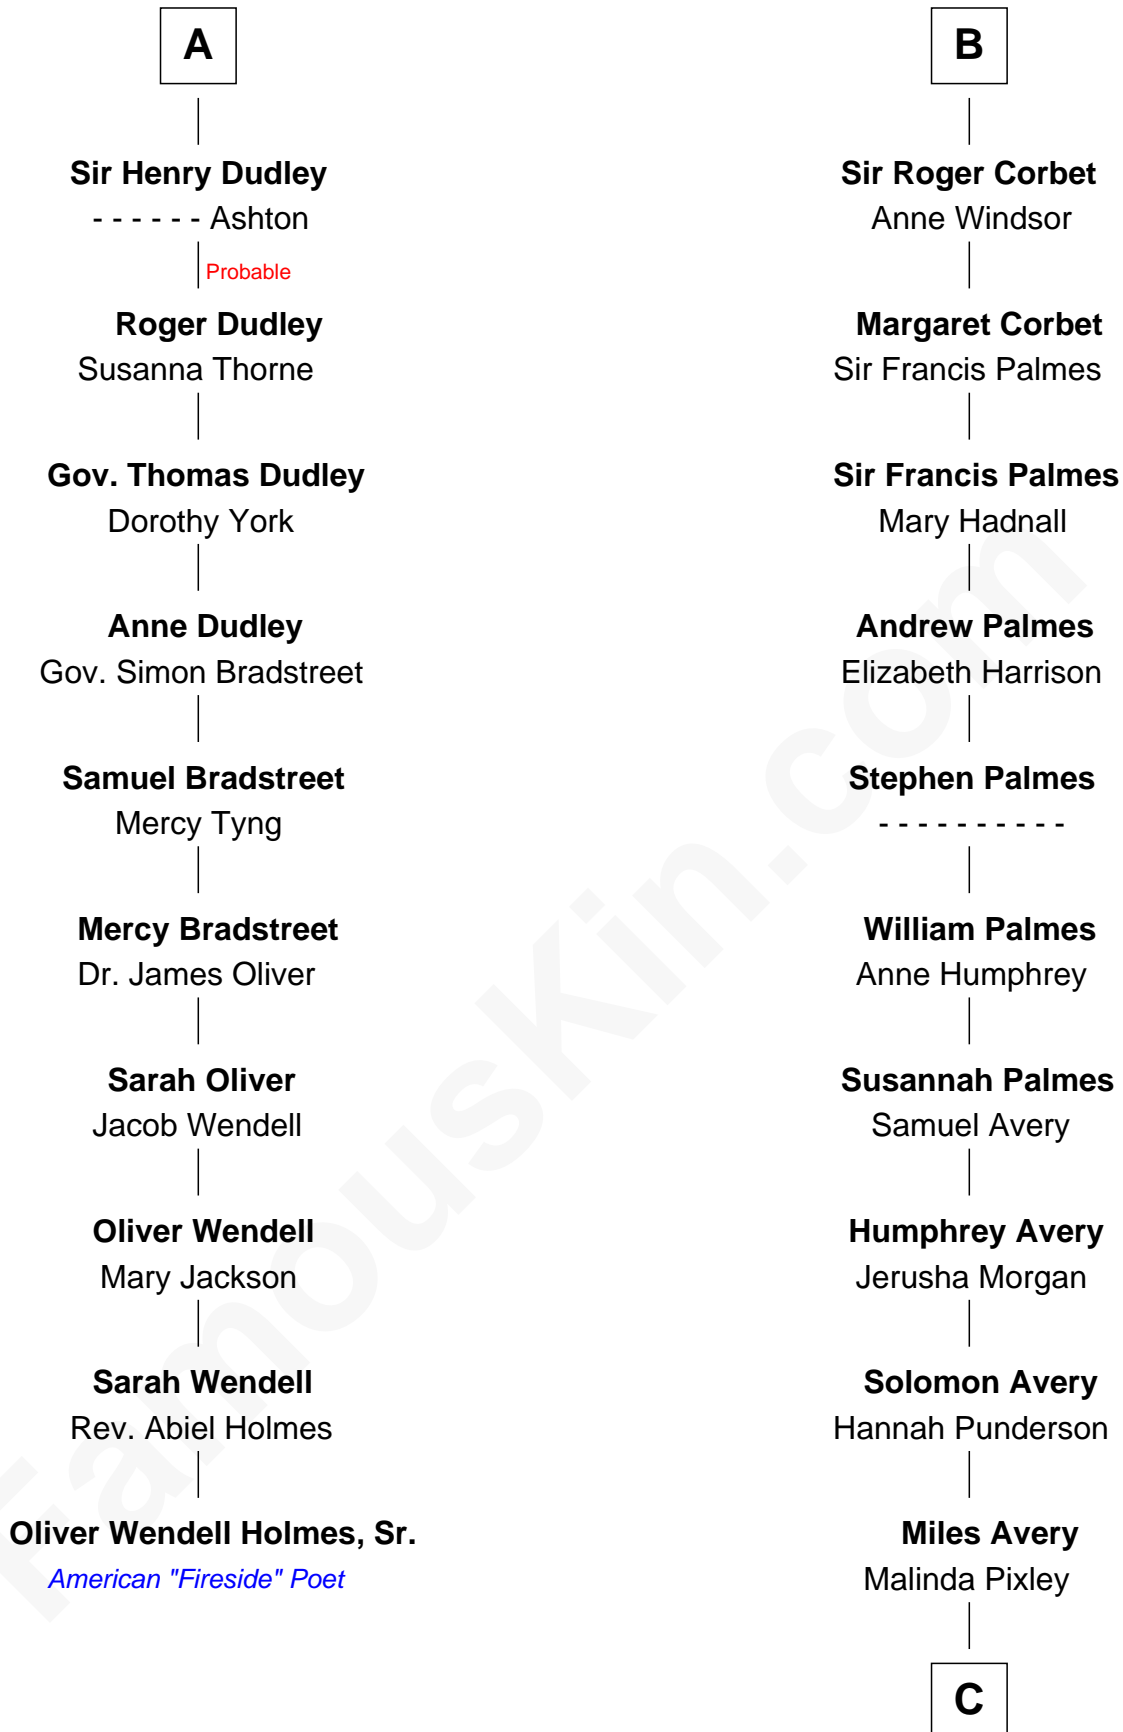 A
Sir Henry Dudley
- - - - - - Ashton
Probable
Roger Dudley
Susanna Thorne
Gov. Thomas Dudley
Dorothy York
Anne Dudley
Gov. Simon Bradstreet
Samuel Bradstreet
Mercy Tyng
Mercy Bradstreet
Dr. James Oliver
Sarah Oliver
Jacob Wendell
Oliver Wendell
Mary Jackson
Sarah Wendell
Rev. Abiel Holmes
Oliver Wendell Holmes, Sr.
American "Fireside" Poet
B
Sir Roger Corbet
Anne Windsor
Margaret Corbet
Sir Francis Palmes
Sir Francis Palmes
Mary Hadnall
Andrew Palmes
Elizabeth Harrison
Stephen Palmes
- - - - - - - - - -
William Palmes
Anne Humphrey
Susannah Palmes
Samuel Avery
Humphrey Avery
Jerusha Morgan
Solomon Avery
Hannah Punderson
Miles Avery
Malinda Pixley
C
FamousKin.com